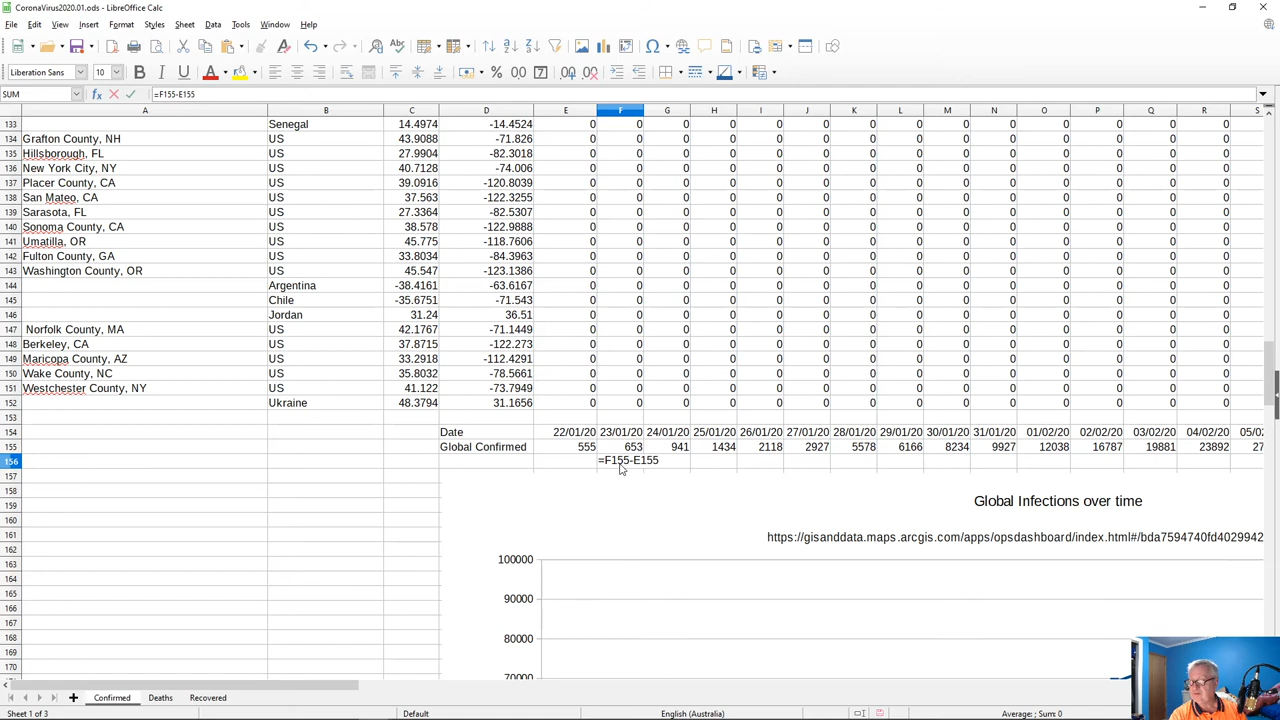 CoronaVirus2020.01.ods - LibreOffice Calc
File Edit View Insert Format Styles Sheet Data Tools Window Help
Liberation Sans 10
SUM =F155-E155
A B C D E F G H I J K L M N O P Q R S
133 Senegal 14.4974 -14.4524 0 0 0 0 0 0 0 0 0 0 0 0 0 0
134 Grafton County, NH US 43.9088 -71.826 0 0 0 0 0 0 0 0 0 0 0 0 0 0
135 Hillsborough, FL US 27.9904 -82.3018 0 0 0 0 0 0 0 0 0 0 0 0 0 0
136 New York City, NY US 40.7128 -74.006 0 0 0 0 0 0 0 0 0 0 0 0 0 0
137 Placer County, CA US 39.0916 -120.8039 0 0 0 0 0 0 0 0 0 0 0 0 0 0
138 San Mateo, CA US 37.563 -122.3255 0 0 0 0 0 0 0 0 0 0 0 0 0 0
139 Sarasota, FL US 27.3364 -82.5307 0 0 0 0 0 0 0 0 0 0 0 0 0 0
140 Sonoma County, CA US 38.578 -122.9888 0 0 0 0 0 0 0 0 0 0 0 0 0 0
141 Umatilla, OR US 45.775 -118.7606 0 0 0 0 0 0 0 0 0 0 0 0 0 0
142 Fulton County, GA US 33.8034 -84.3963 0 0 0 0 0 0 0 0 0 0 0 0 0 0
143 Washington County, OR US 45.547 -123.1386 0 0 0 0 0 0 0 0 0 0 0 0 0 0
144 Argentina -38.4161 -63.6167 0 0 0 0 0 0 0 0 0 0 0 0 0 0
145 Chile -35.6751 -71.543 0 0 0 0 0 0 0 0 0 0 0 0 0 0
146 Jordan 31.24 36.51 0 0 0 0 0 0 0 0 0 0 0 0 0 0
147 Norfolk County, MA US 42.1767 -71.1449 0 0 0 0 0 0 0 0 0 0 0 0 0 0
148 Berkeley, CA US 37.8715 -122.273 0 0 0 0 0 0 0 0 0 0 0 0 0 0
149 Maricopa County, AZ US 33.2918 -112.4291 0 0 0 0 0 0 0 0 0 0 0 0 0 0
150 Wake County, NC US 35.8032 -78.5661 0 0 0 0 0 0 0 0 0 0 0 0 0 0
151 Westchester County, NY US 41.122 -73.7949 0 0 0 0 0 0 0 0 0 0 0 0 0 0
152 Ukraine 48.3794 31.1656 0 0 0 0 0 0 0 0 0 0 0 0 0 0
153
154 Date 22/01/20 23/01/20 24/01/20 25/01/20 26/01/20 27/01/20 28/01/20 29/01/20 30/01/20 31/01/20 01/02/20 02/02/20 03/02/20 04/02/20 05/02
155 Global Confirmed 555 653 941 1434 2118 2927 5578 6166 8234 9927 12038 16787 19881 23892 27
156 =F155-E155
157
158
159 Global Infections over time
160
161 https://gisanddata.maps.arcgis.com/apps/opsdashboard/index.html#/bda7594740fd4029942
162
163 100000
164
165 90000
166
167
168 80000
169
170
70000
Confirmed Deaths Recovered
Sheet 1 of 3 Default English (Australia) Average: ; Sum: 0